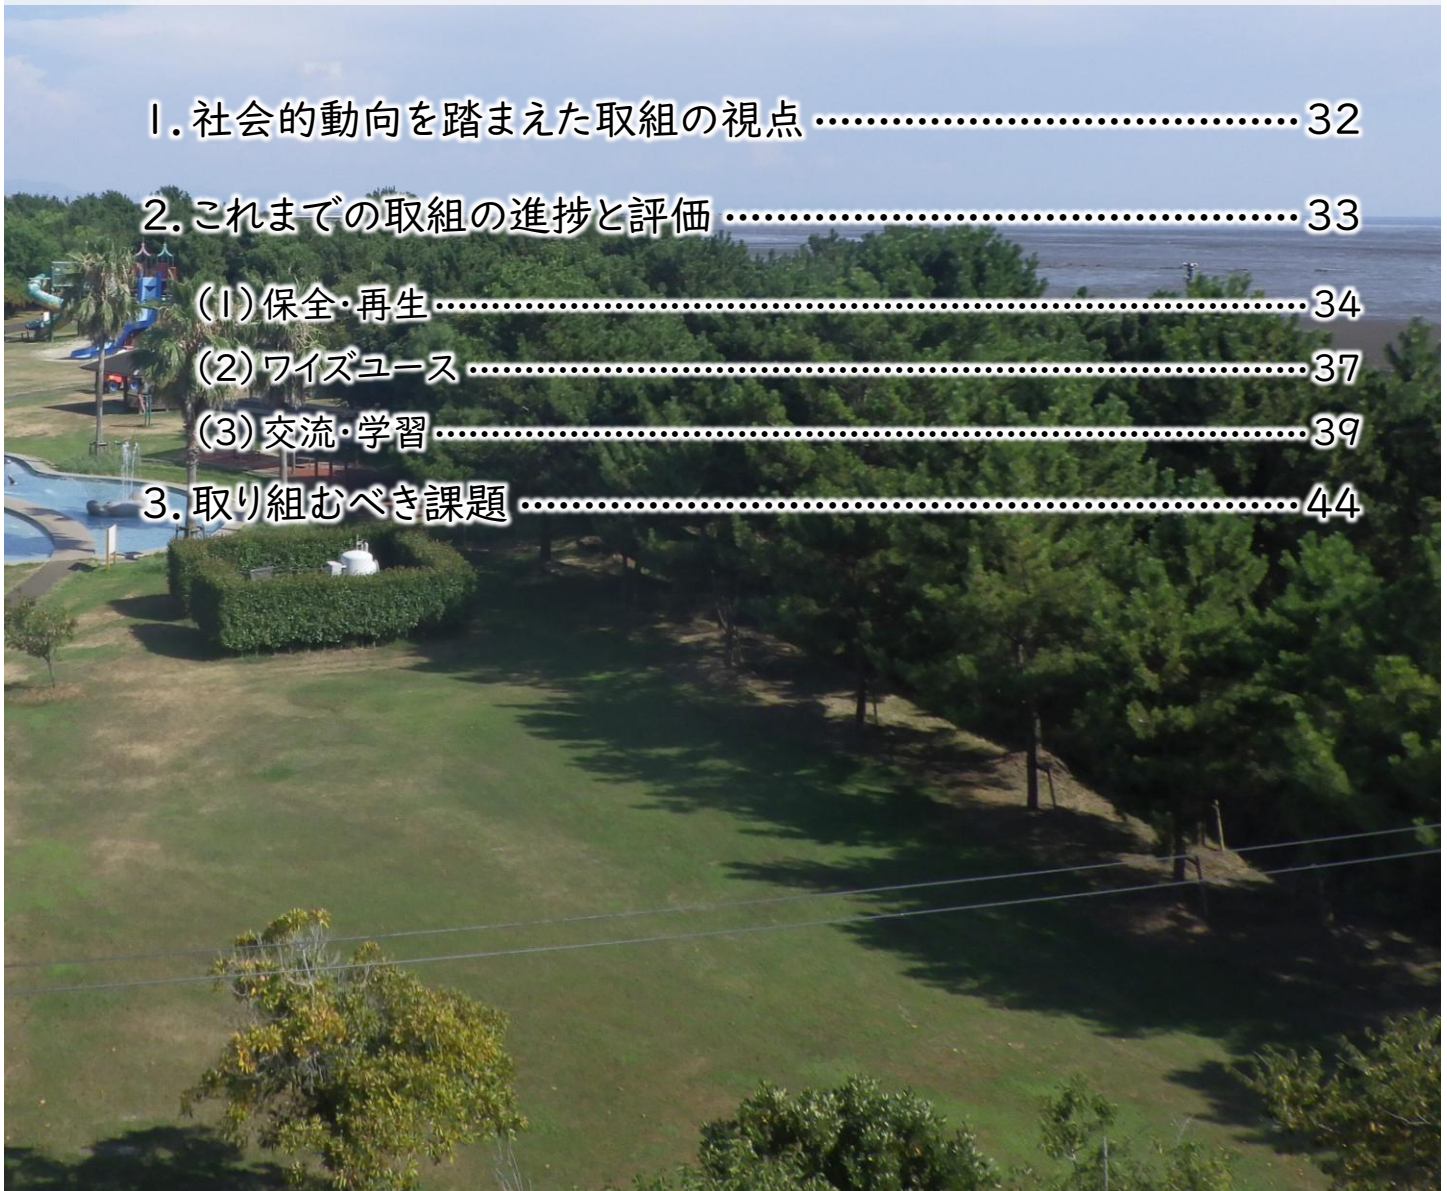 1.社会的動向を踏まえた取組の視点……………………………………32
2.これまでの取組の進捗と評価……………………………………33
(1)保全・再生……………………………………34
(2)ワイズユース……………………………………37
(3)交流・学習……………………………………39
3.取り組むべき課題……………………………………44